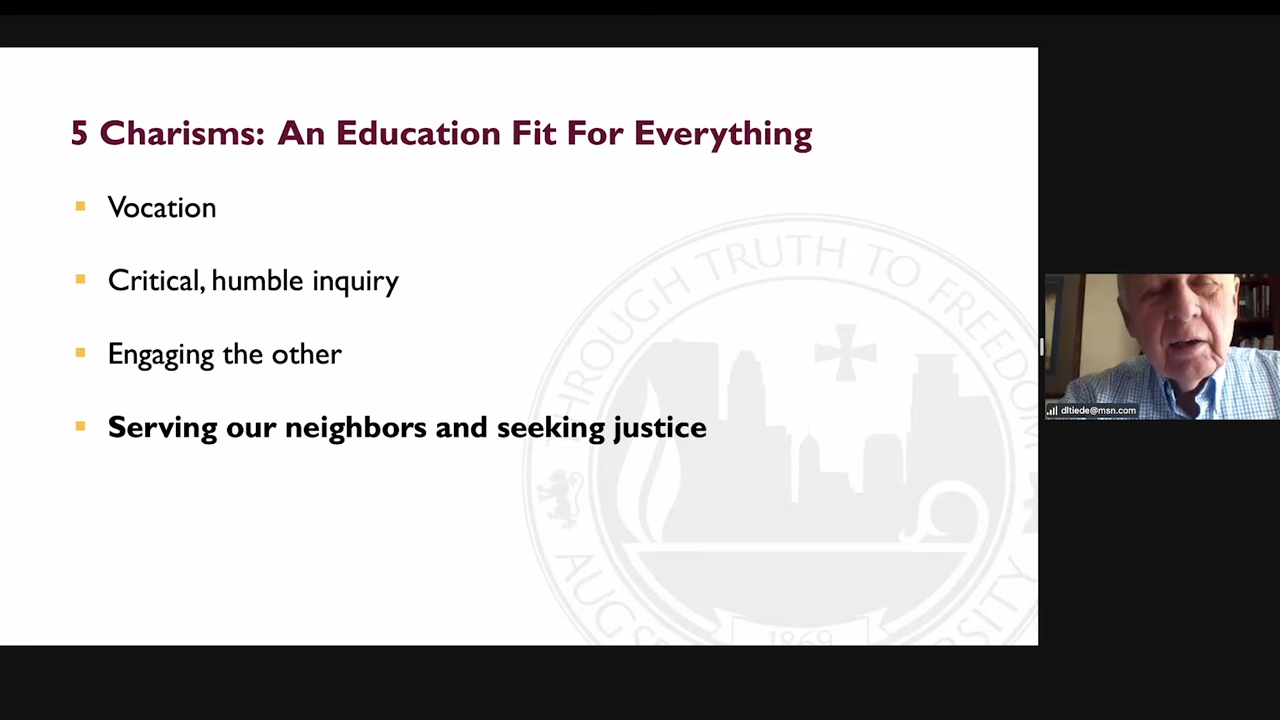 5 Charisms: An Education Fit For Everything
Vocation
Critical, humble inquiry
Engaging the other
Serving our neighbors and seeking justice
THROUGH TRUTH TO FREEDOM
1869
dltiede@msn.com